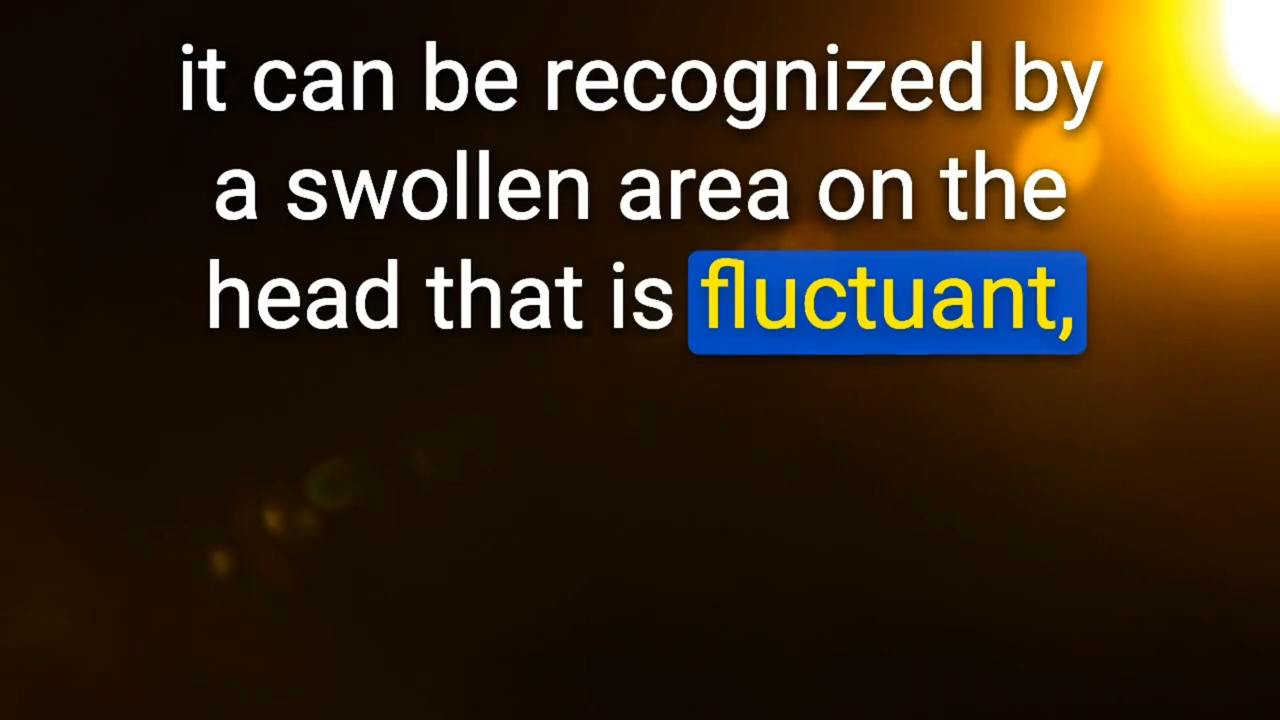 it can be recognized by
a swollen area on the
head that is fluctuant,